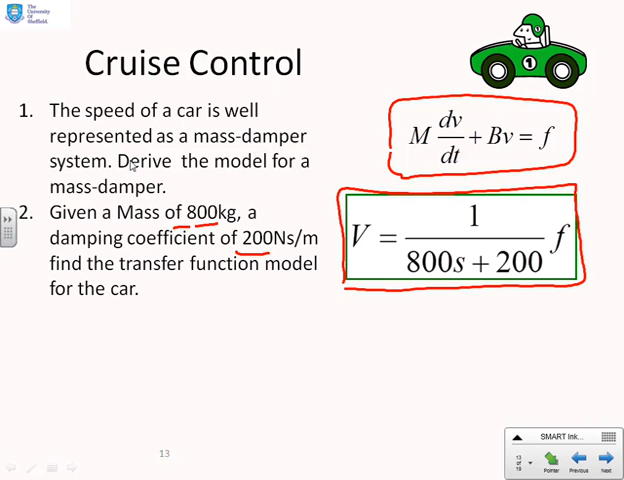 The
University
Of
Sheffield.
Cruise Control
1
1. The speed of a car is well
represented as a mass-damper
system. Derive the model for a
mass-damper.
2. Given a Mass of 800kg, a
damping coefficient of 200Ns/m
find the transfer function model
for the car.
M dv/dt + Bv = f
V = 1/(800s + 200) f
13
SMART Ink...
13
of
19
Pointer
Previous
Next